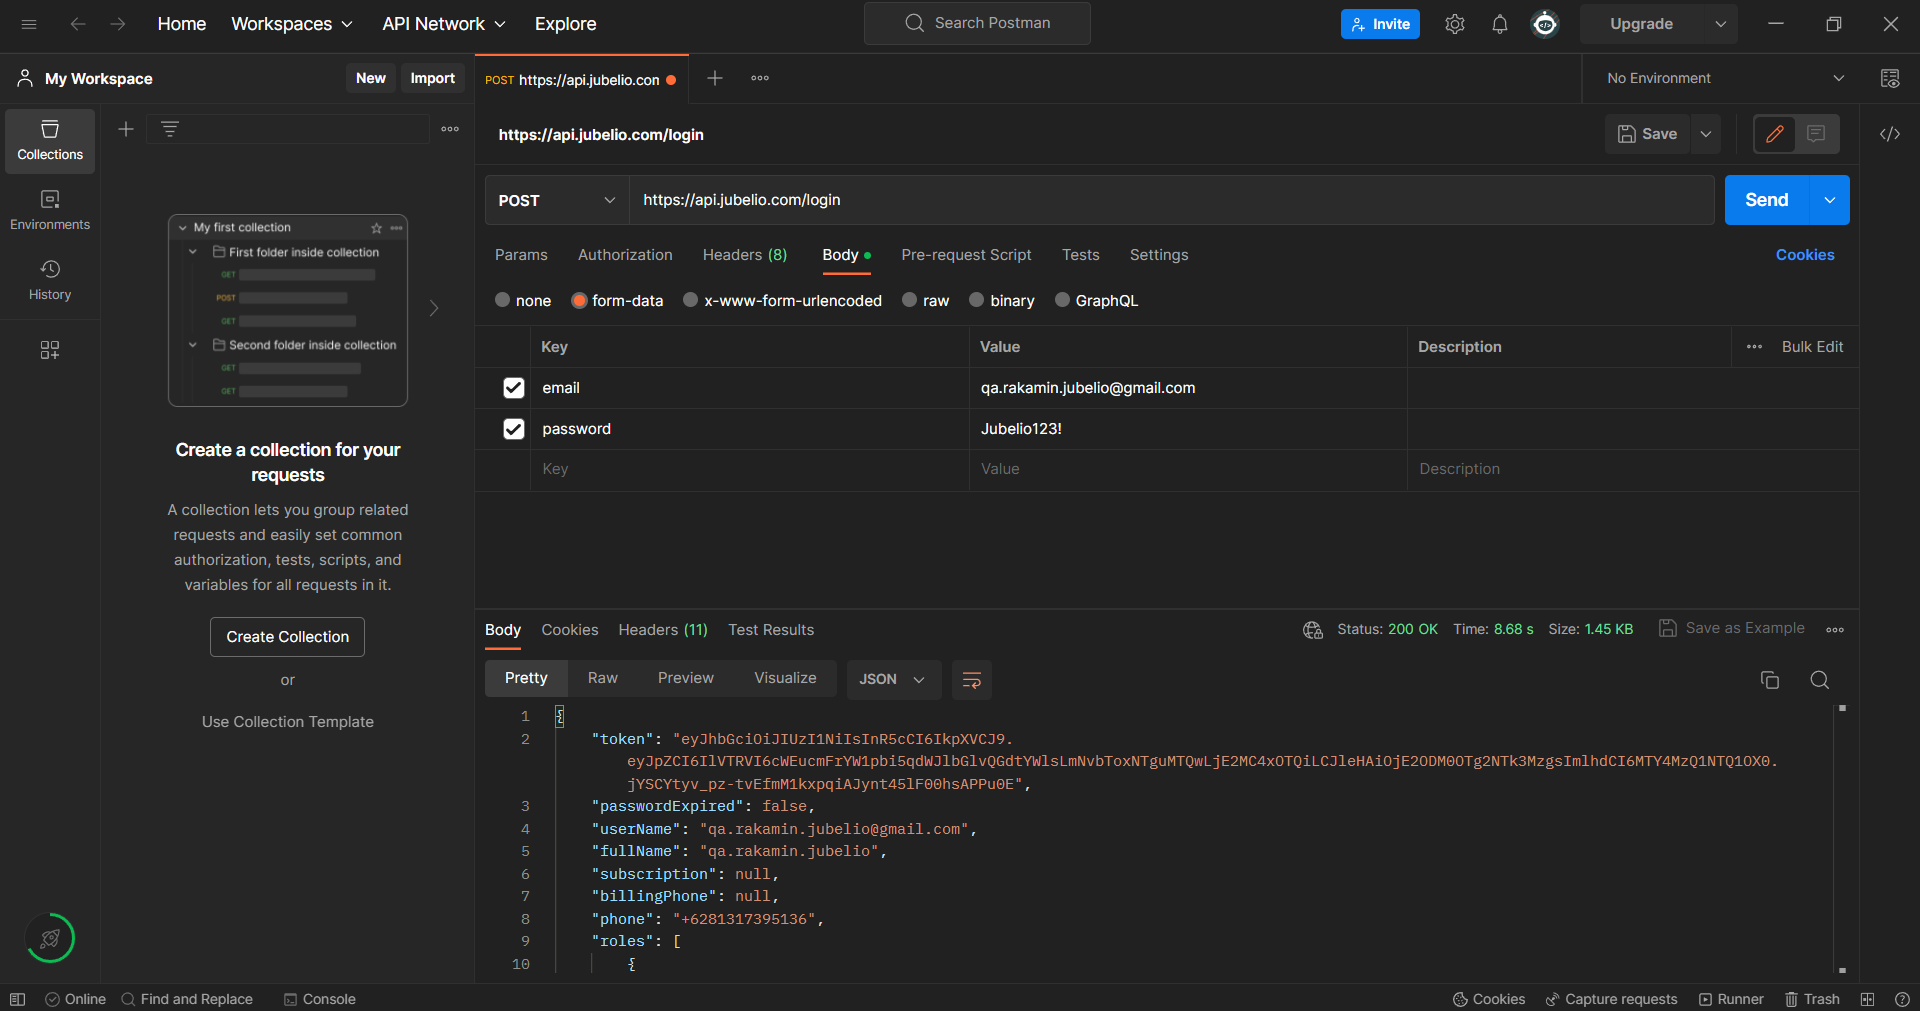 Home Workspaces API Network Explore Search Postman Invite Upgrade
My Workspace New Import POST https://api.jubelio.con No Environment
Collections
Environments
History
My first collection
First folder inside collection
GET
POST
GET
Second folder inside collection
GET
GET
Create a collection for your
requests
A collection lets you group related
requests and easily set common
authorization, tests, scripts, and
variables for all requests in it.
Create Collection
or
Use Collection Template
https://api.jubelio.com/login Save
POST https://api.jubelio.com/login Send
Params Authorization Headers (8) Body Pre-request Script Tests Settings Cookies
none form-data x-www-form-urlencoded raw binary GraphQL
Key Value Description Bulk Edit
email qa.rakamin.jubelio@gmail.com
password Jubelio123!
Key Value Description
Body Cookies Headers (11) Test Results Status: 200 OK Time: 8.68 s Size: 1.45 KB Save as Example
Pretty Raw Preview Visualize JSON
1 {
2 "token": "eyJhbGciOiJIUzI1NiIsInR5cCI6IkpXVCJ9.
eyJpZCI6IlVTRVI6cWEucmFrYW1pbi5qdWJlbGlvQGdtYWlsLmNvbToxNTguMTQwLjE2MC4xOTQiLCJleHAiOjE2ODM0OTg2NTk3MzgsImlhdCI6MTY4MzQ1NTQ1OX0.
jYSCYtyv_pz-tvEfmM1kxpqiAJynt45lF00hsAPPu0E",
3 "passwordExpired": false,
4 "userName": "qa.rakamin.jubelio@gmail.com",
5 "fullName": "qa.rakamin.jubelio",
6 "subscription": null,
7 "billingPhone": null,
8 "phone": "+6281317395136",
9 "roles": [
10 {
Online Find and Replace Console Cookies Capture requests Runner Trash